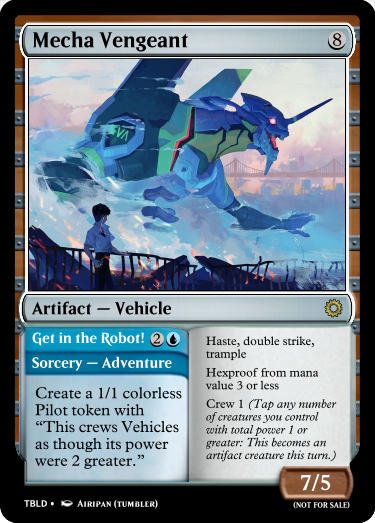 Mecha Vengeant 8
EVA
Artifact — Vehicle
Get in the Robot! 2
Sorcery — Adventure
Create a 1/1 colorless
Pilot token with
“This crews Vehicles
as though its power
were 2 greater.”
Haste, double strike,
trample
Hexproof from mana
value 3 or less
Crew 1 (Tap any number
of creatures you control
with total power 1 or
greater: This becomes an
artifact creature this turn.)
7/5
TBLD • AIRIPAN (TUMBLER)
(NOT FOR SALE)